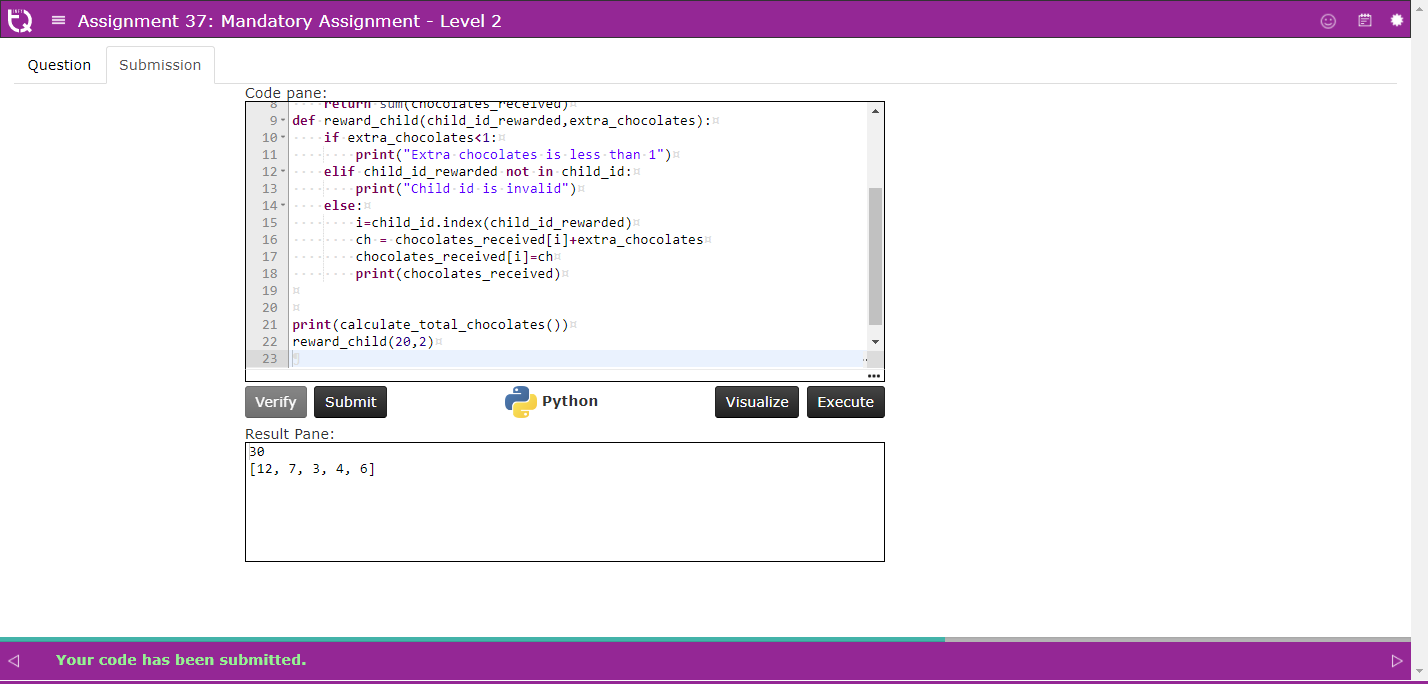 Assignment 37: Mandatory Assignment - Level 2
Question
Submission
Code pane:
8 return sum(chocolates_received)
9 def reward_child(child_id_rewarded,extra_chocolates):
10 if extra_chocolates<1:
11 print("Extra chocolates is less than 1")
12 elif child_id_rewarded not in child_id:
13 print("Child id is invalid")
14 else:
15 i=child_id.index(child_id_rewarded)
16 ch = chocolates_received[i]+extra_chocolates
17 chocolates_received[i]=ch
18 print(chocolates_received)
19
20
21 print(calculate_total_chocolates())
22 reward_child(20,2)
23
Verify
Submit
Python
Visualize
Execute
Result Pane:
30
[12, 7, 3, 4, 6]
Your code has been submitted.